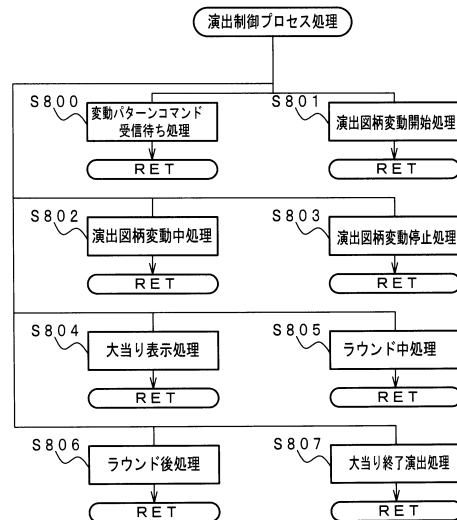 演出制御プロセス処理
S800
変動パターンコマンド
受信待ち処理
RET
S801
演出図柄変動開始処理
RET
S802
演出図柄変動中処理
RET
S803
演出図柄変動停止処理
RET
S804
大当り表示処理
RET
S805
ラウンド中処理
RET
S806
ラウンド後処理
RET
S807
大当り終了演出処理
RET